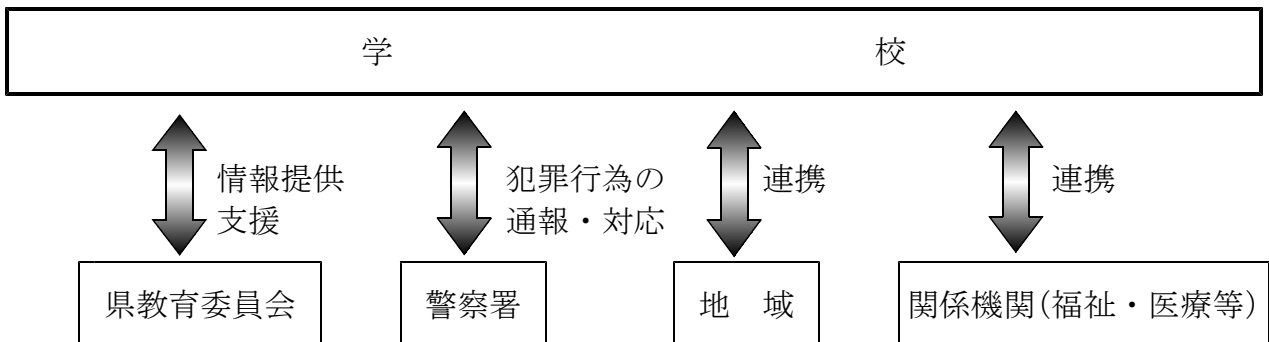 学校
情報提供
支援
犯罪行為の
通報・対応
連携
連携
県教育委員会
警察署
地域
関係機関(福祉・医療等)